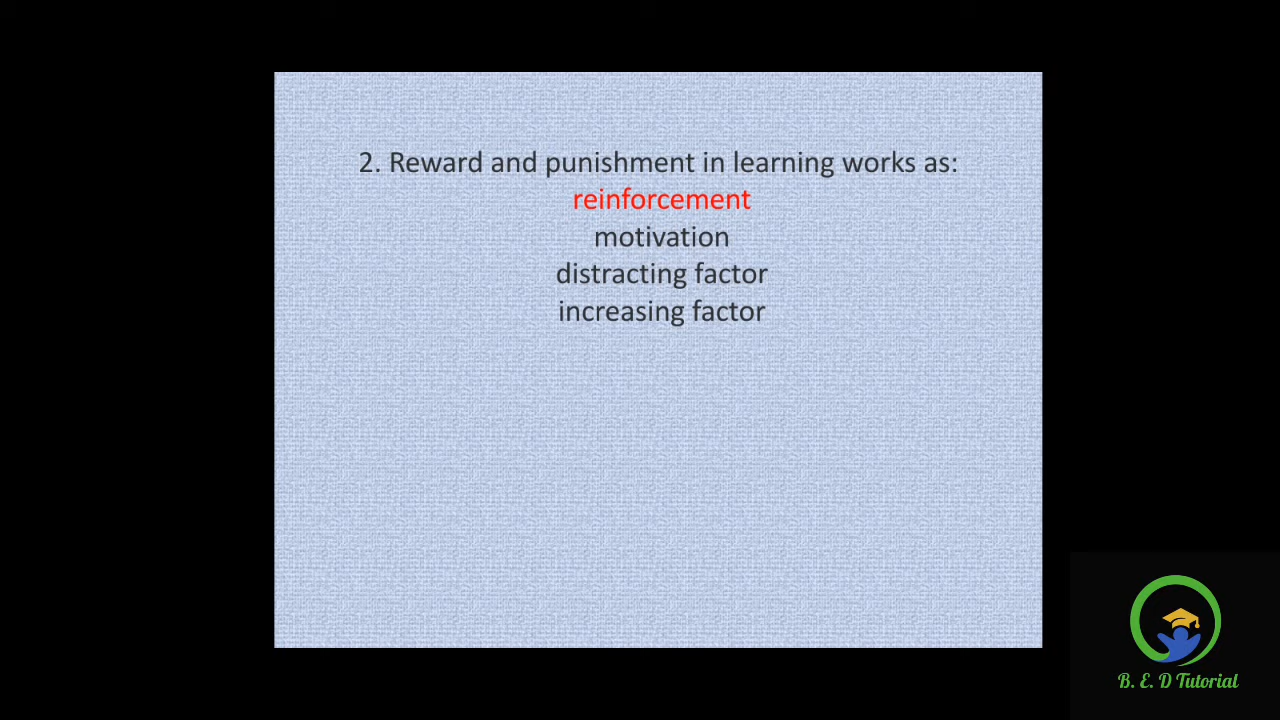 2. Reward and punishment in learning works as:
reinforcement
motivation
distracting factor
increasing factor
B. E. D Tutorial